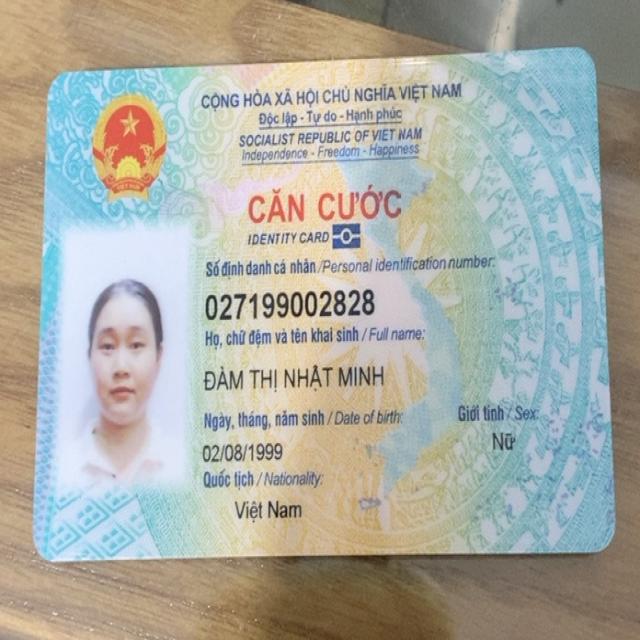 CỘNG HÒA XÃ HỘI CHỦ NGHĨA VIỆT NAM
Độc lập - Tự do - Hạnh phúc
SOCIALIST REPUBLIC OF VIET NAM
Independence - Freedom - Happiness
CĂN CƯỚC
IDENTITY CARD
Số định danh cá nhân / Personal identification number:
027199002828
Họ, chữ đệm và tên khai sinh / Full name:
ĐÀM THỊ NHẬT MINH
Ngày, tháng, năm sinh / Date of birth:
02/08/1999
Giới tính / Sex:
Nữ
Quốc tịch / Nationality:
Việt Nam